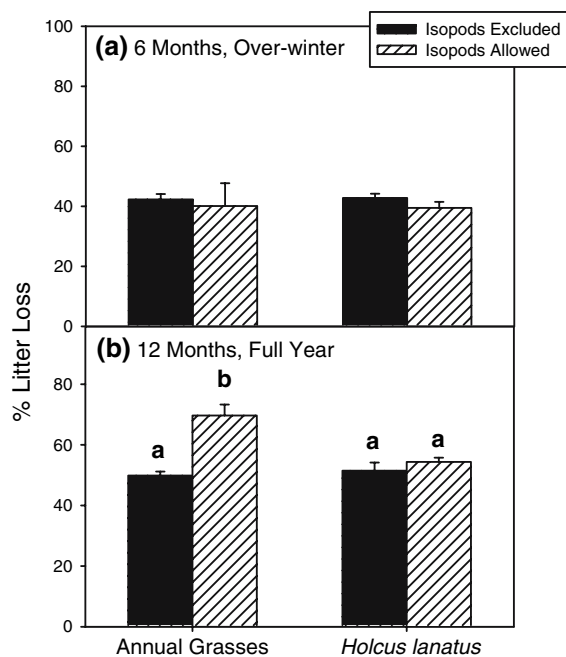 Isopods Excluded
Isopods Allowed
(a) 6 Months, Over-winter
100
80
60
40
20
0
% Litter Loss
(b) 12 Months, Full Year
80
60
40
20
0
a
b
a
a
Annual Grasses
Holcus lanatus